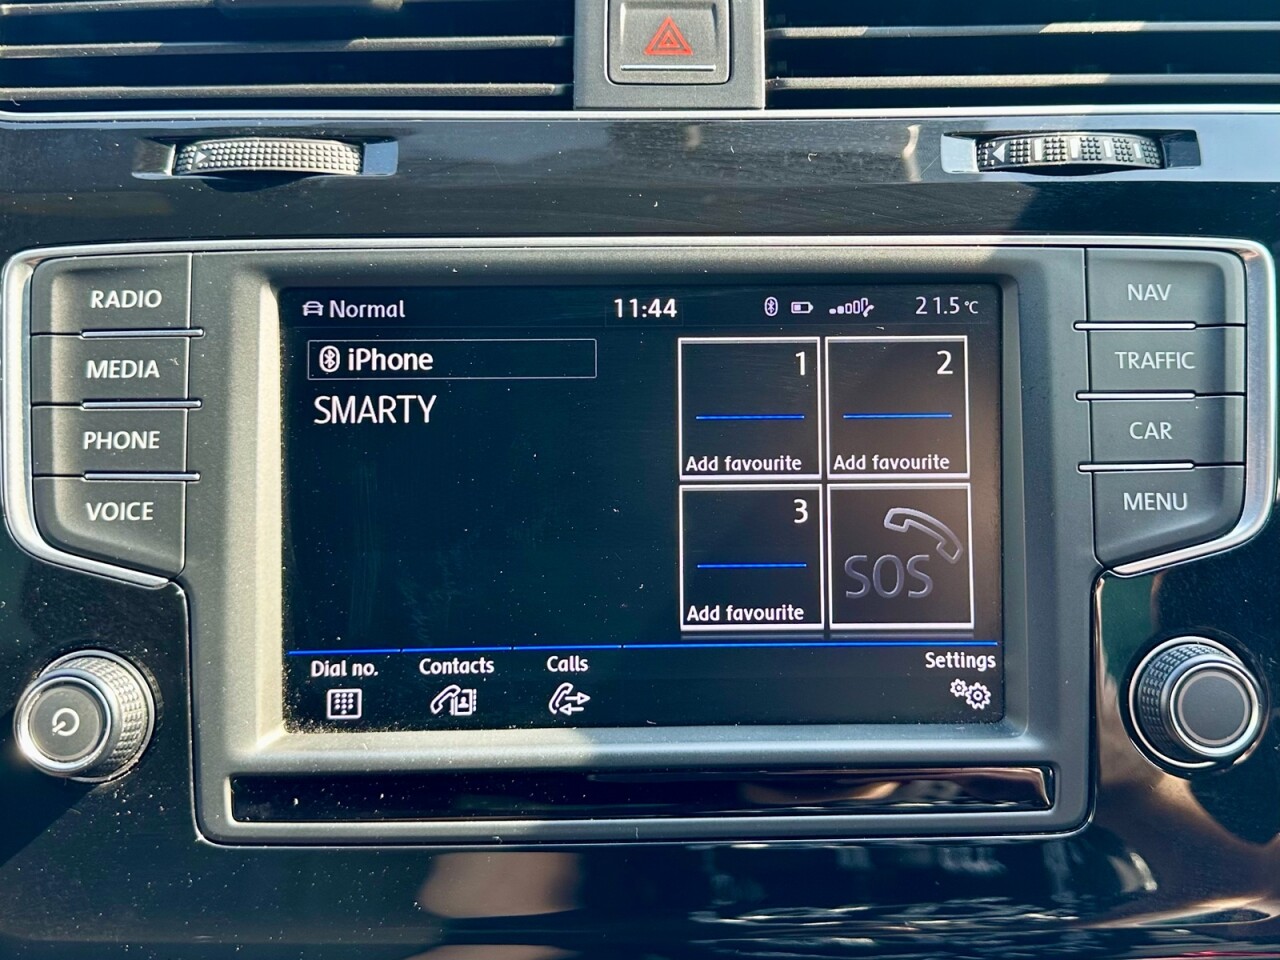 RADIO
MEDIA
PHONE
VOICE
Normal
11:44
21.5°C
iPhone
SMARTY
1
Add favourite
2
Add favourite
3
Add favourite
SOS
Dial no.
Contacts
Calls
Settings
NAV
TRAFFIC
CAR
MENU